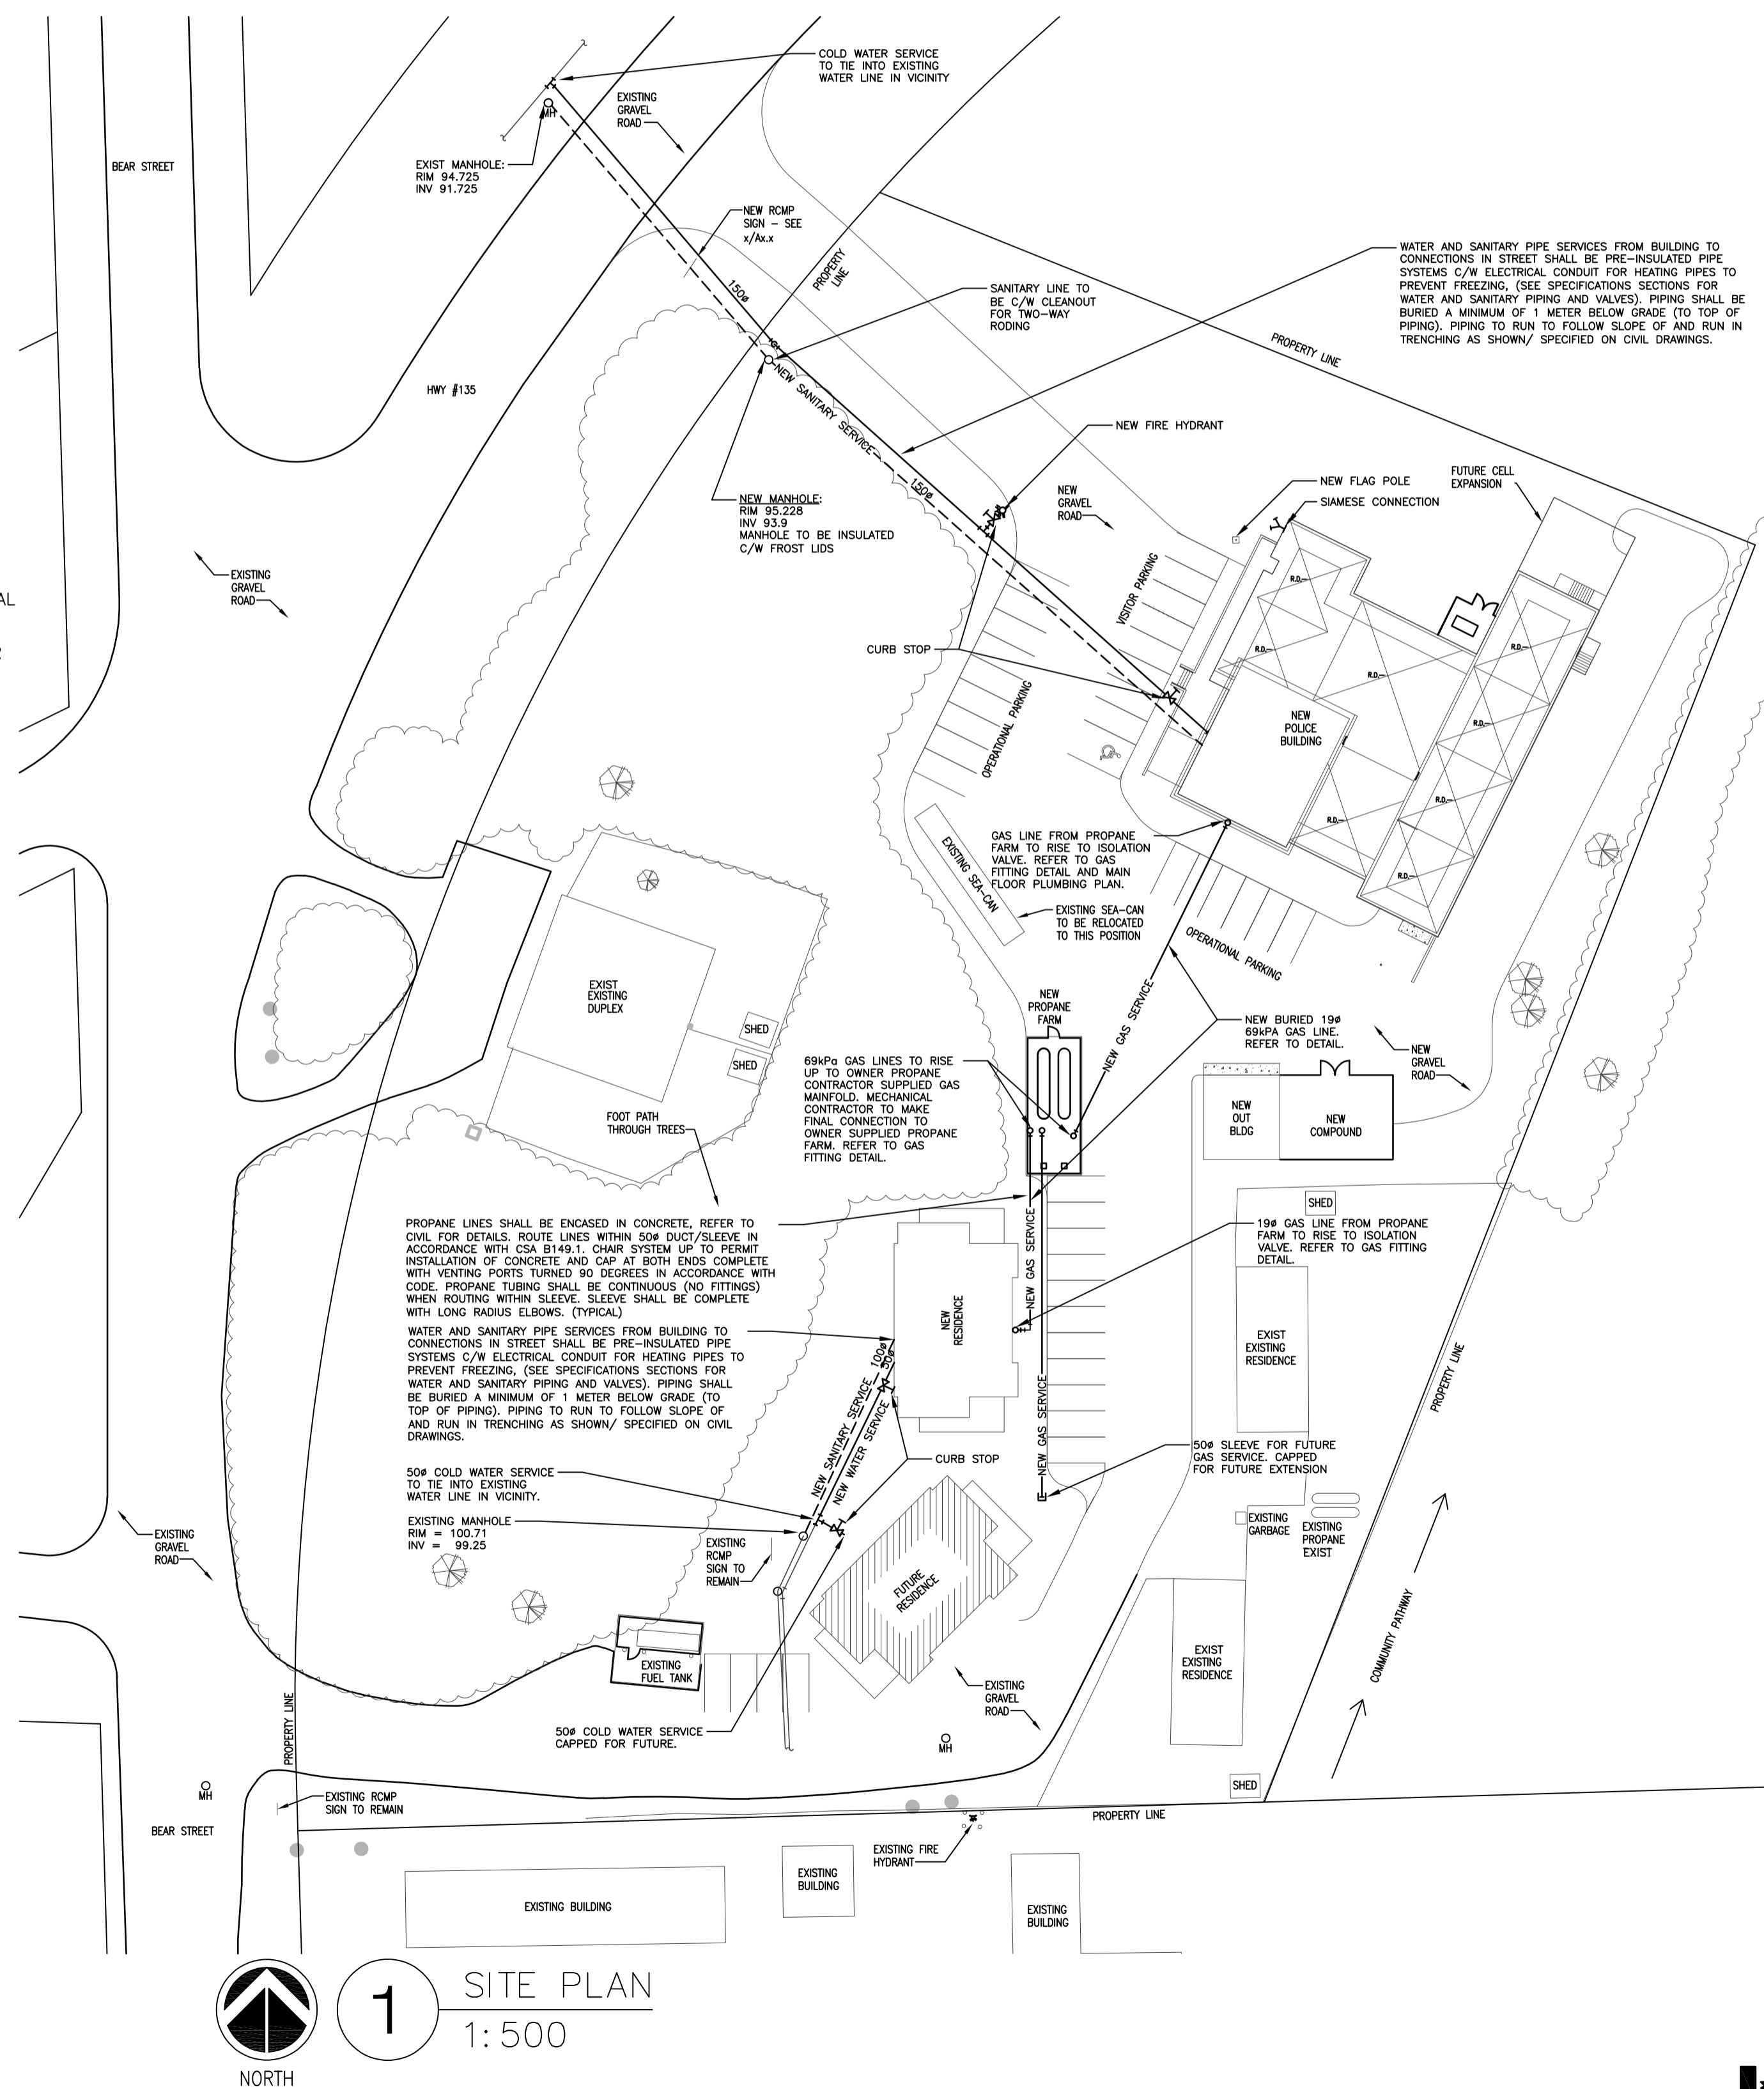 COLD WATER SERVICE
TO TIE INTO EXISTING
WATER LINE IN VICINITY
EXISTING
GRAVEL
ROAD
MH
BEAR STREET
EXIST MANHOLE:
RIM 94.725
INV 91.725
NEW RCMP
SIGN – SEE
x/Ax.x
PROPERTY
LINE
WATER AND SANITARY PIPE SERVICES FROM BUILDING TO
CONNECTIONS IN STREET SHALL BE PRE-INSULATED PIPE
SYSTEMS C/W ELECTRICAL CONDUIT FOR HEATING PIPES TO
PREVENT FREEZING, (SEE SPECIFICATIONS SECTIONS FOR
WATER AND SANITARY PIPING AND VALVES). PIPING SHALL BE
BURIED A MINIMUM OF 1 METER BELOW GRADE (TO TOP OF
PIPING). PIPING TO RUN TO FOLLOW SLOPE OF AND RUN IN
TRENCHING AS SHOWN/ SPECIFIED ON CIVIL DRAWINGS.
150ø
SANITARY LINE TO
BE C/W CLEANOUT
FOR TWO-WAY
RODING
PROPERTY LINE
HWY #135
NEW SANITARY SERVICE
150ø
NEW FIRE HYDRANT
NEW MANHOLE:
RIM 95.228
INV 93.9
MANHOLE TO BE INSULATED
C/W FROST LIDS
NEW
GRAVEL
ROAD
NEW FLAG POLE
SIAMESE CONNECTION
FUTURE CELL
EXPANSION
EXISTING
GRAVEL
ROAD
AL
VISITOR PARKING
R.D.
R.D.
R.D.
R.D.
R.D.
R.D.
R.D.
R.D.
CURB STOP
OPERATIONAL PARKING
NEW
POLICE
BUILDING
GAS LINE FROM PROPANE
FARM TO RISE TO ISOLATION
VALVE. REFER TO GAS
FITTING DETAIL AND MAIN
FLOOR PLUMBING PLAN.
EXISTING SEA-CAN
EXISTING SEA-CAN
TO BE RELOCATED
TO THIS POSITION
OPERATIONAL PARKING
EXIST
EXISTING
DUPLEX
SHED
SHED
NEW
PROPANE
FARM
NEW GAS SERVICE
NEW BURIED 19ø
69kPA GAS LINE.
REFER TO DETAIL.
NEW
GRAVEL
ROAD
69kPa GAS LINES TO RISE
UP TO OWNER PROPANE
CONTRACTOR SUPPLIED GAS
MAINFOLD. MECHANICAL
CONTRACTOR TO MAKE
FINAL CONNECTION TO
OWNER SUPPLIED PROPANE
FARM. REFER TO GAS
FITTING DETAIL.
FOOT PATH
THROUGH TREES
NEW
OUT
BLDG
NEW
COMPOUND
SHED
PROPANE LINES SHALL BE ENCASED IN CONCRETE, REFER TO
CIVIL FOR DETAILS. ROUTE LINES WITHIN 50ø DUCT/SLEEVE IN
ACCORDANCE WITH CSA B149.1. CHAIR SYSTEM UP TO PERMIT
INSTALLATION OF CONCRETE AND CAP AT BOTH ENDS COMPLETE
WITH VENTING PORTS TURNED 90 DEGREES IN ACCORDANCE WITH
CODE. PROPANE TUBING SHALL BE CONTINUOUS (NO FITTINGS)
WHEN ROUTING WITHIN SLEEVE. SLEEVE SHALL BE COMPLETE
WITH LONG RADIUS ELBOWS. (TYPICAL)
NEW GAS SERVICE
19ø GAS LINE FROM PROPANE
FARM TO RISE TO ISOLATION
VALVE. REFER TO GAS FITTING
DETAIL.
NEW
RESIDENCE
WATER AND SANITARY PIPE SERVICES FROM BUILDING TO
CONNECTIONS IN STREET SHALL BE PRE-INSULATED PIPE
SYSTEMS C/W ELECTRICAL CONDUIT FOR HEATING PIPES TO
PREVENT FREEZING, (SEE SPECIFICATIONS SECTIONS FOR
WATER AND SANITARY PIPING AND VALVES). PIPING SHALL
BE BURIED A MINIMUM OF 1 METER BELOW GRADE (TO
TOP OF PIPING). PIPING TO RUN TO FOLLOW SLOPE OF
AND RUN IN TRENCHING AS SHOWN/ SPECIFIED ON CIVIL
DRAWINGS.
100ø
50ø
NEW SANITARY SERVICE
NEW WATER SERVICE
EXIST
EXISTING
RESIDENCE
PROPERTY LINE
NEW GAS SERVICE
50ø SLEEVE FOR FUTURE
GAS SERVICE. CAPPED
FOR FUTURE EXTENSION
CURB STOP
50ø COLD WATER SERVICE
TO TIE INTO EXISTING
WATER LINE IN VICINITY.
EXISTING MANHOLE
RIM = 100.71
INV = 99.25
EXISTING
GRAVEL
ROAD
EXISTING
RCMP
SIGN TO
REMAIN
EXISTING
GARBAGE
EXISTING
PROPANE
EXIST
FUTURE
RESIDENCE
COMMUNITY PATHWAY
EXIST
EXISTING
RESIDENCE
EXISTING
FUEL TANK
EXISTING
GRAVEL
ROAD
PROPERTY LINE
50ø COLD WATER SERVICE
CAPPED FOR FUTURE.
MH
MH
SHED
EXISTING RCMP
SIGN TO REMAIN
PROPERTY LINE
BEAR STREET
EXISTING FIRE
HYDRANT
EXISTING
BUILDING
EXISTING BUILDING
EXISTING
BUILDING
1
SITE PLAN
1:500
NORTH